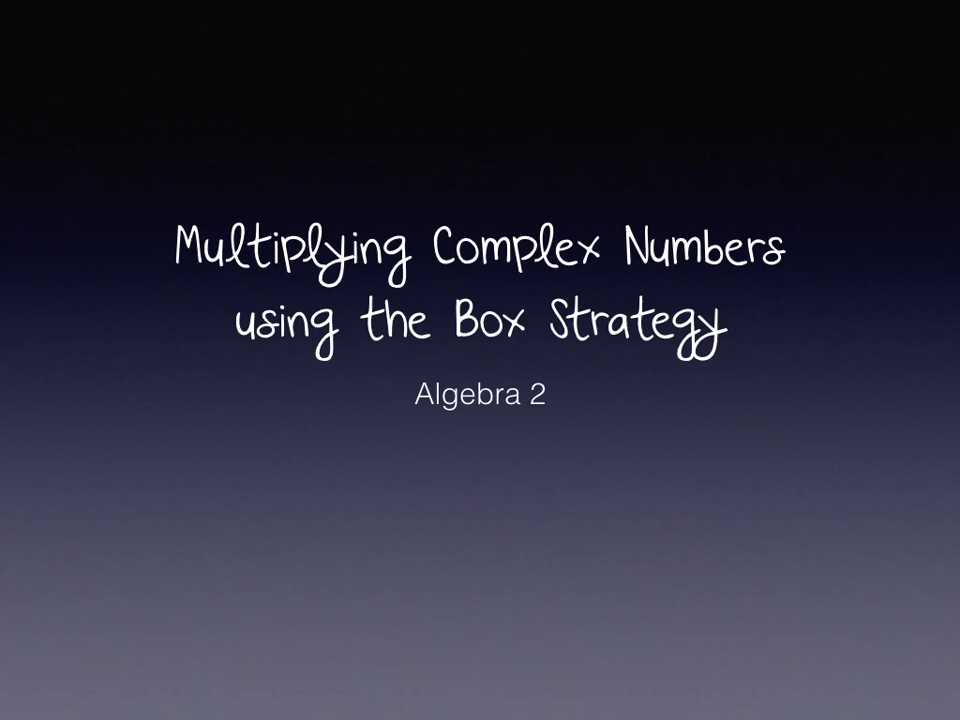 Multiplying Complex Numbers
using the Box Strategy
Algebra 2